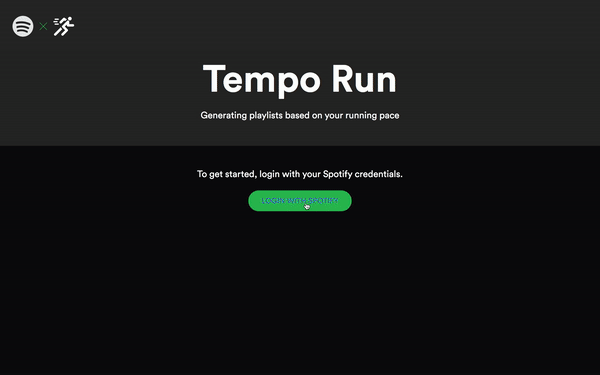 Tempo Run
Generating playlists based on your running pace
To get started, login with your Spotify credentials.
LOGIN WITH SPOTIFY